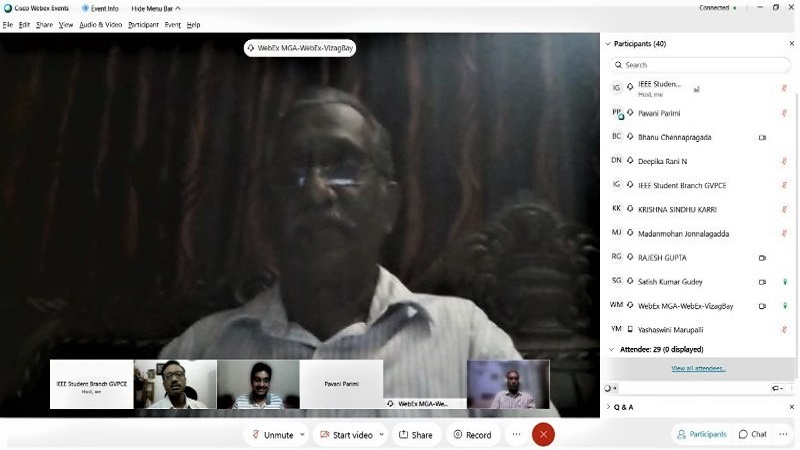 Cisco Webex Events
Event Info
Hide Menu Bar
Connected
File Edit Share View Audio & Video Participant Event Help
WebEx MGA-WebEx-VizagBay
Participants (40)
Search
IG IEEE Studen...
Host, me
PP Pavani Parimi
BC Bhanu Chennapragada
DN Deepika Rani N
IG IEEE Student Branch GVPCE
KK KRISHNA SINDHU KARRI
MJ Madanmohan Jonnalagadda
RG RAJESH GUPTA
SG Satish Kumar Gudey
WM WebEx MGA-WebEx-VizagBay
YM Yashaswini Marupalli
Attendee: 29 (0 displayed)
View all attendees...
Q & A
IEEE Student Branch GVPCE
Host, me
Pavani Parimi
WebEx MGA-We...
Unmute
Start video
Share
Record
Participants
Chat